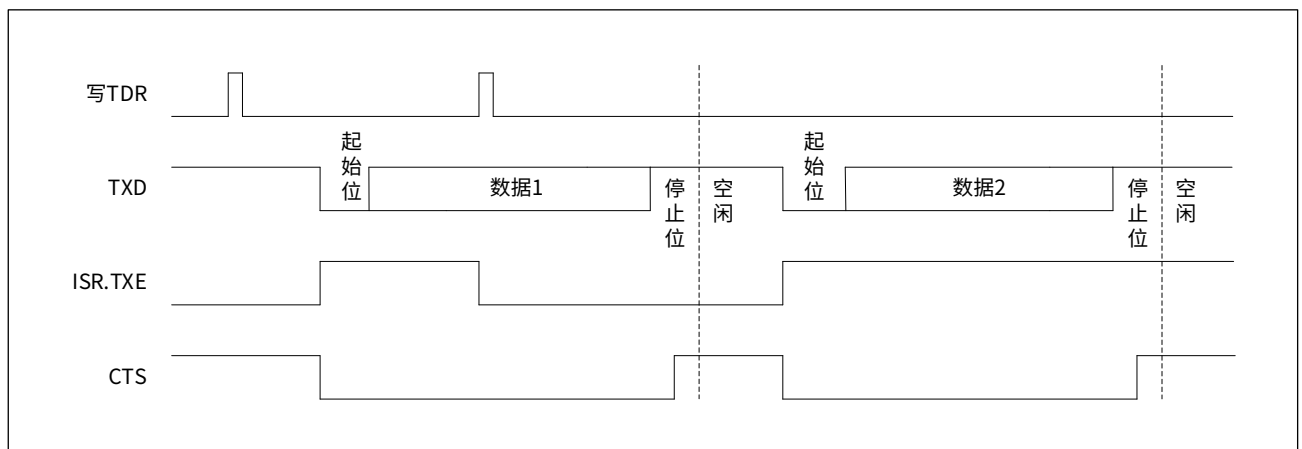 写TDR
起始位
起始位
TXD
数据1
停止位
空闲
数据2
停止位
空闲
ISR.TXE
CTS